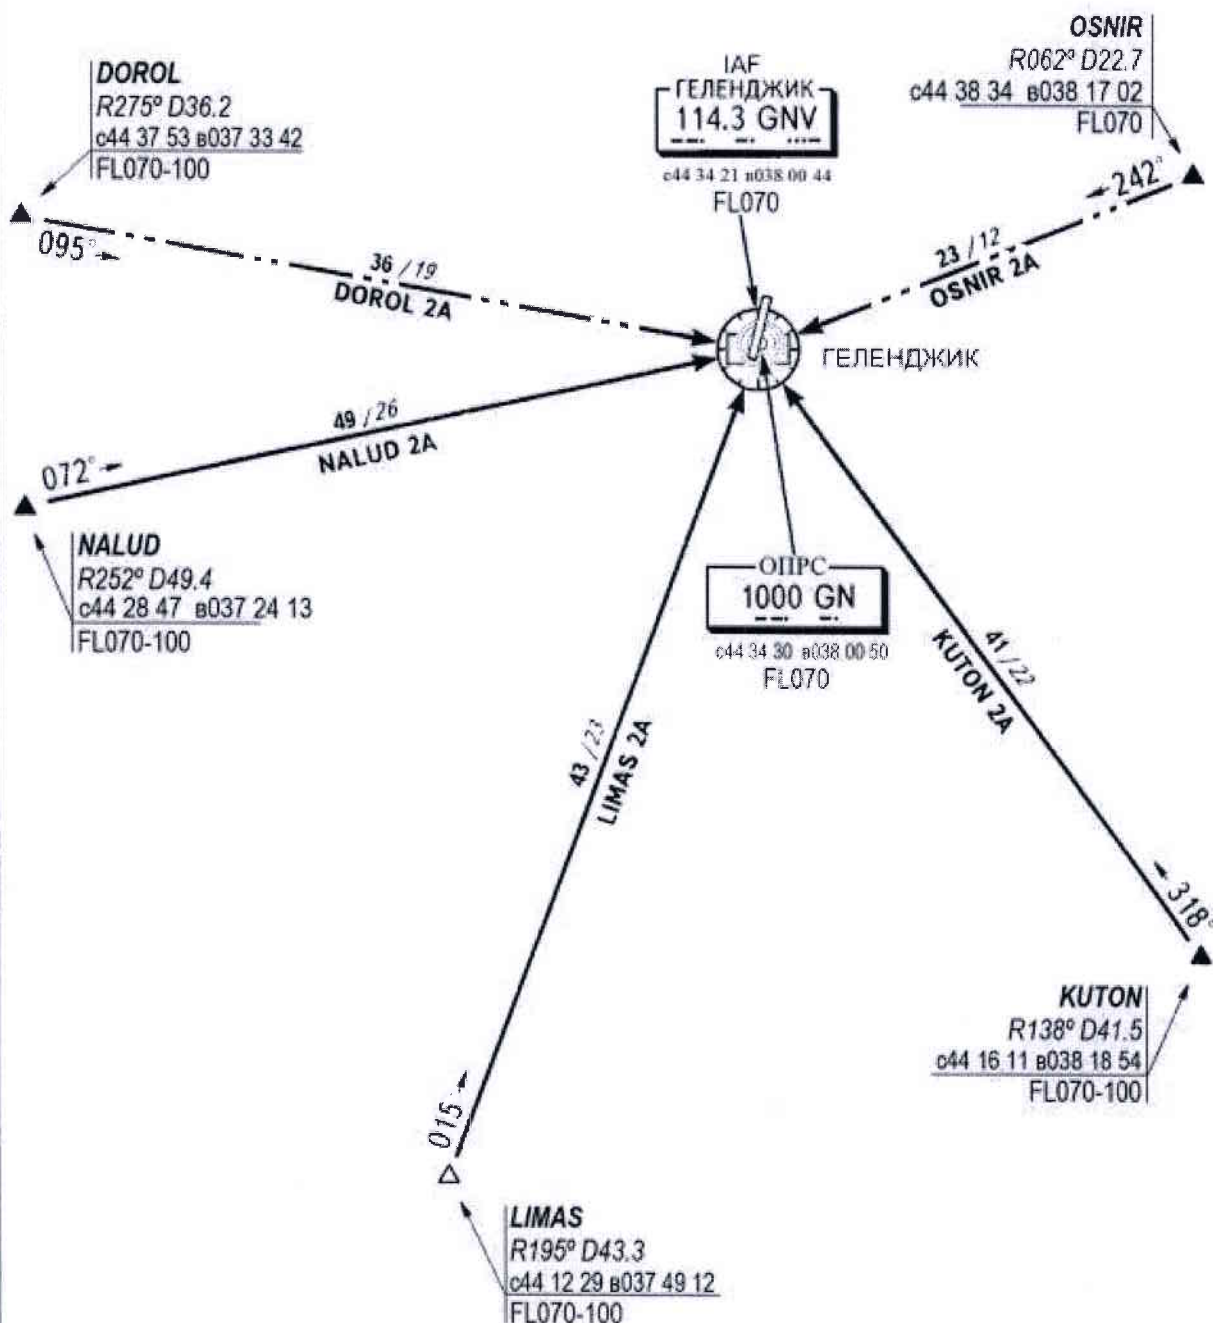 OSNIR
R062° D22.7
с44 38 34 в038 17 02
FL070
DOROL
R275° D36.2
с44 37 53 в037 33 42
FL070-100
IAF
ГЕЛЕНДЖИК
114.3 GNV
с44 34 21 в038 00 44
FL070
242°
095°
36 / 19
DOROL 2A
23 / 12
OSNIR 2A
ГЕЛЕНДЖИК
49 / 26
NALUD 2A
072°
NALUD
R252° D49.4
с44 28 47 в037 24 13
FL070-100
ОПРС
1000 GN
с44 34 30 в038 00 50
FL070
41 / 22
KUTON 2A
43 / 23
LIMAS 2A
318°
KUTON
R138° D41.5
с44 16 11 в038 18 54
FL070-100
015
LIMAS
R195° D43.3
с44 12 29 в037 49 12
FL070-100